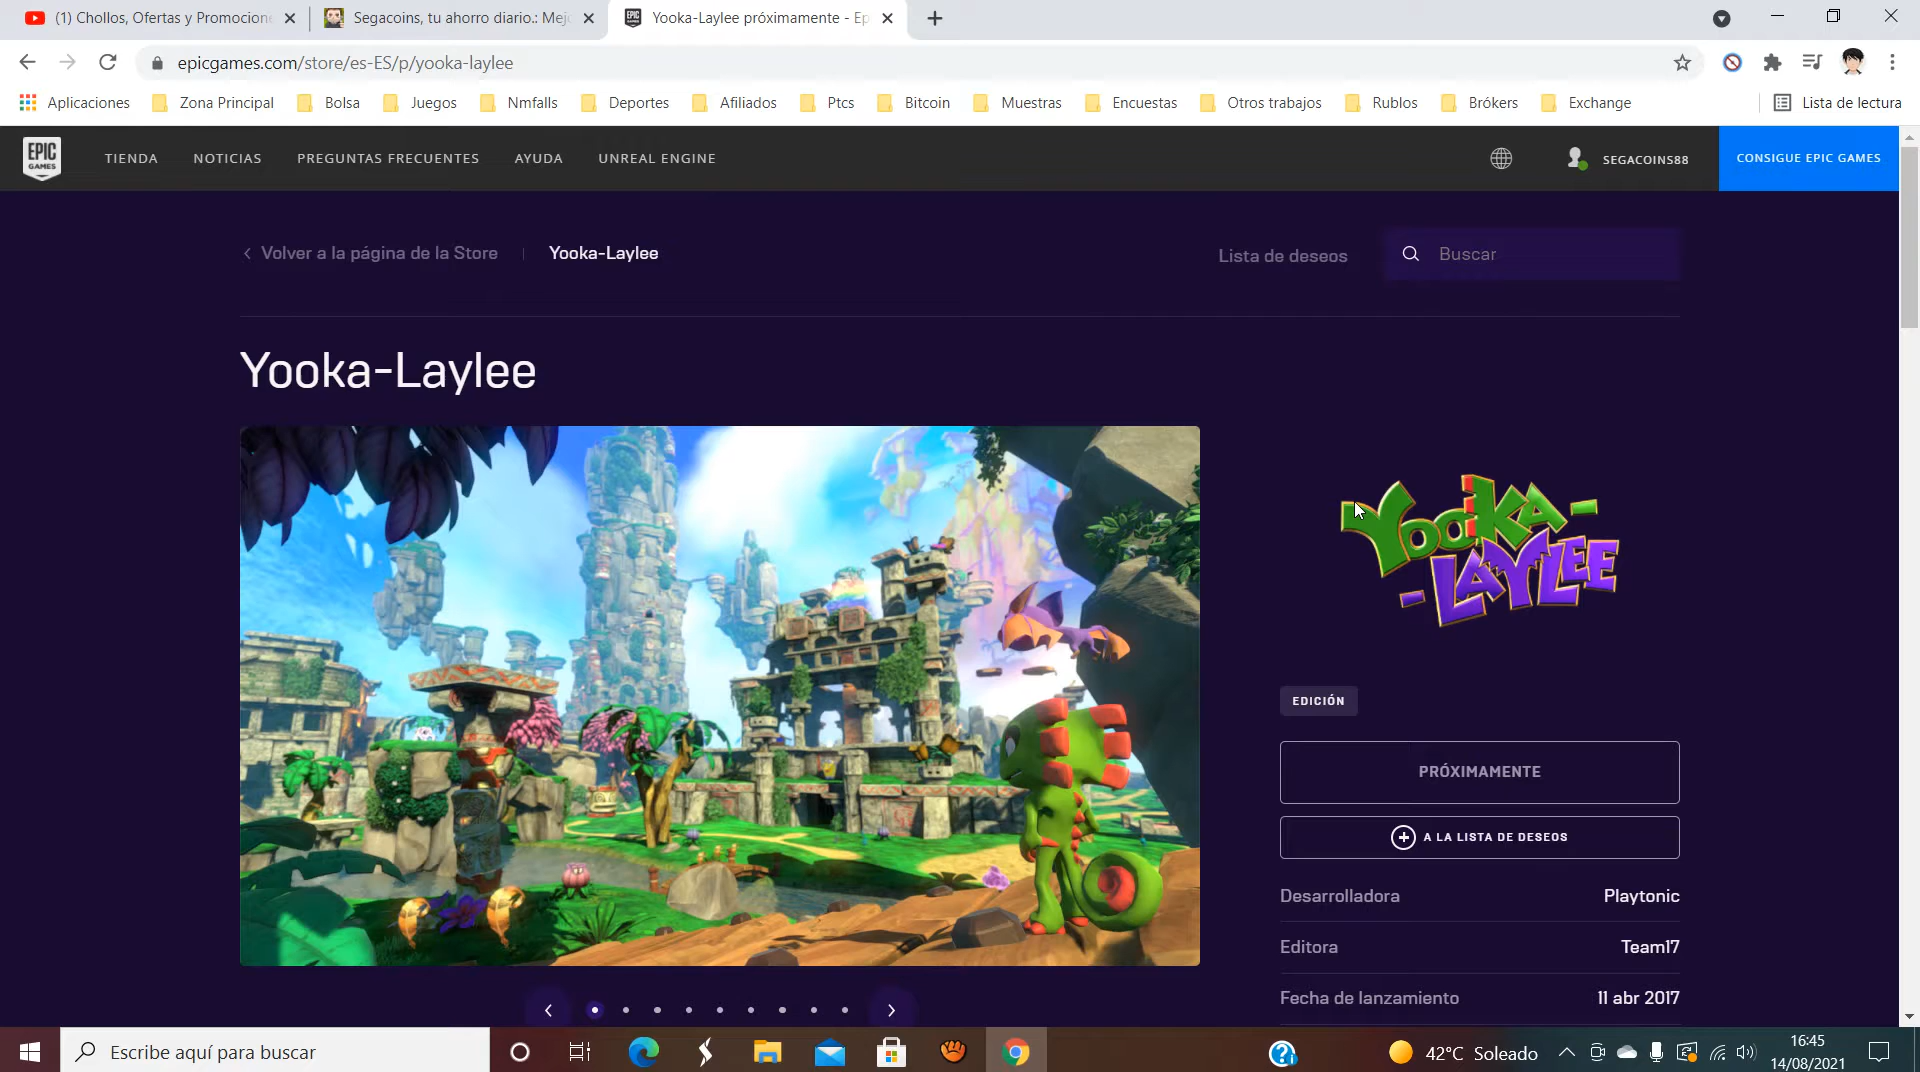 (1) Chollos, Ofertas y Promocione
Segacoins, tu ahorro diario.: Mej
Yooka-Laylee próximamente - Ep
epicgames.com/store/es-ES/p/yooka-laylee
Aplicaciones Zona Principal Bolsa Juegos Nmfalls Deportes Afiliados Ptcs Bitcoin Muestras Encuestas Otros trabajos Rublos Brókers Exchange Lista de lectura
EPIC
GAMES
TIENDA NOTICIAS PREGUNTAS FRECUENTES AYUDA UNREAL ENGINE SEGACOINS88 CONSIGUE EPIC GAMES
Volver a la página de la Store Yooka-Laylee Lista de deseos Buscar
Yooka-Laylee
YOOKA-
-LAYLEE
EDICIÓN
PRÓXIMAMENTE
A LA LISTA DE DESEOS
Desarrolladora Playtonic
Editora Team17
Fecha de lanzamiento 11 abr 2017
Escribe aquí para buscar
42°C Soleado
16:45
14/08/2021